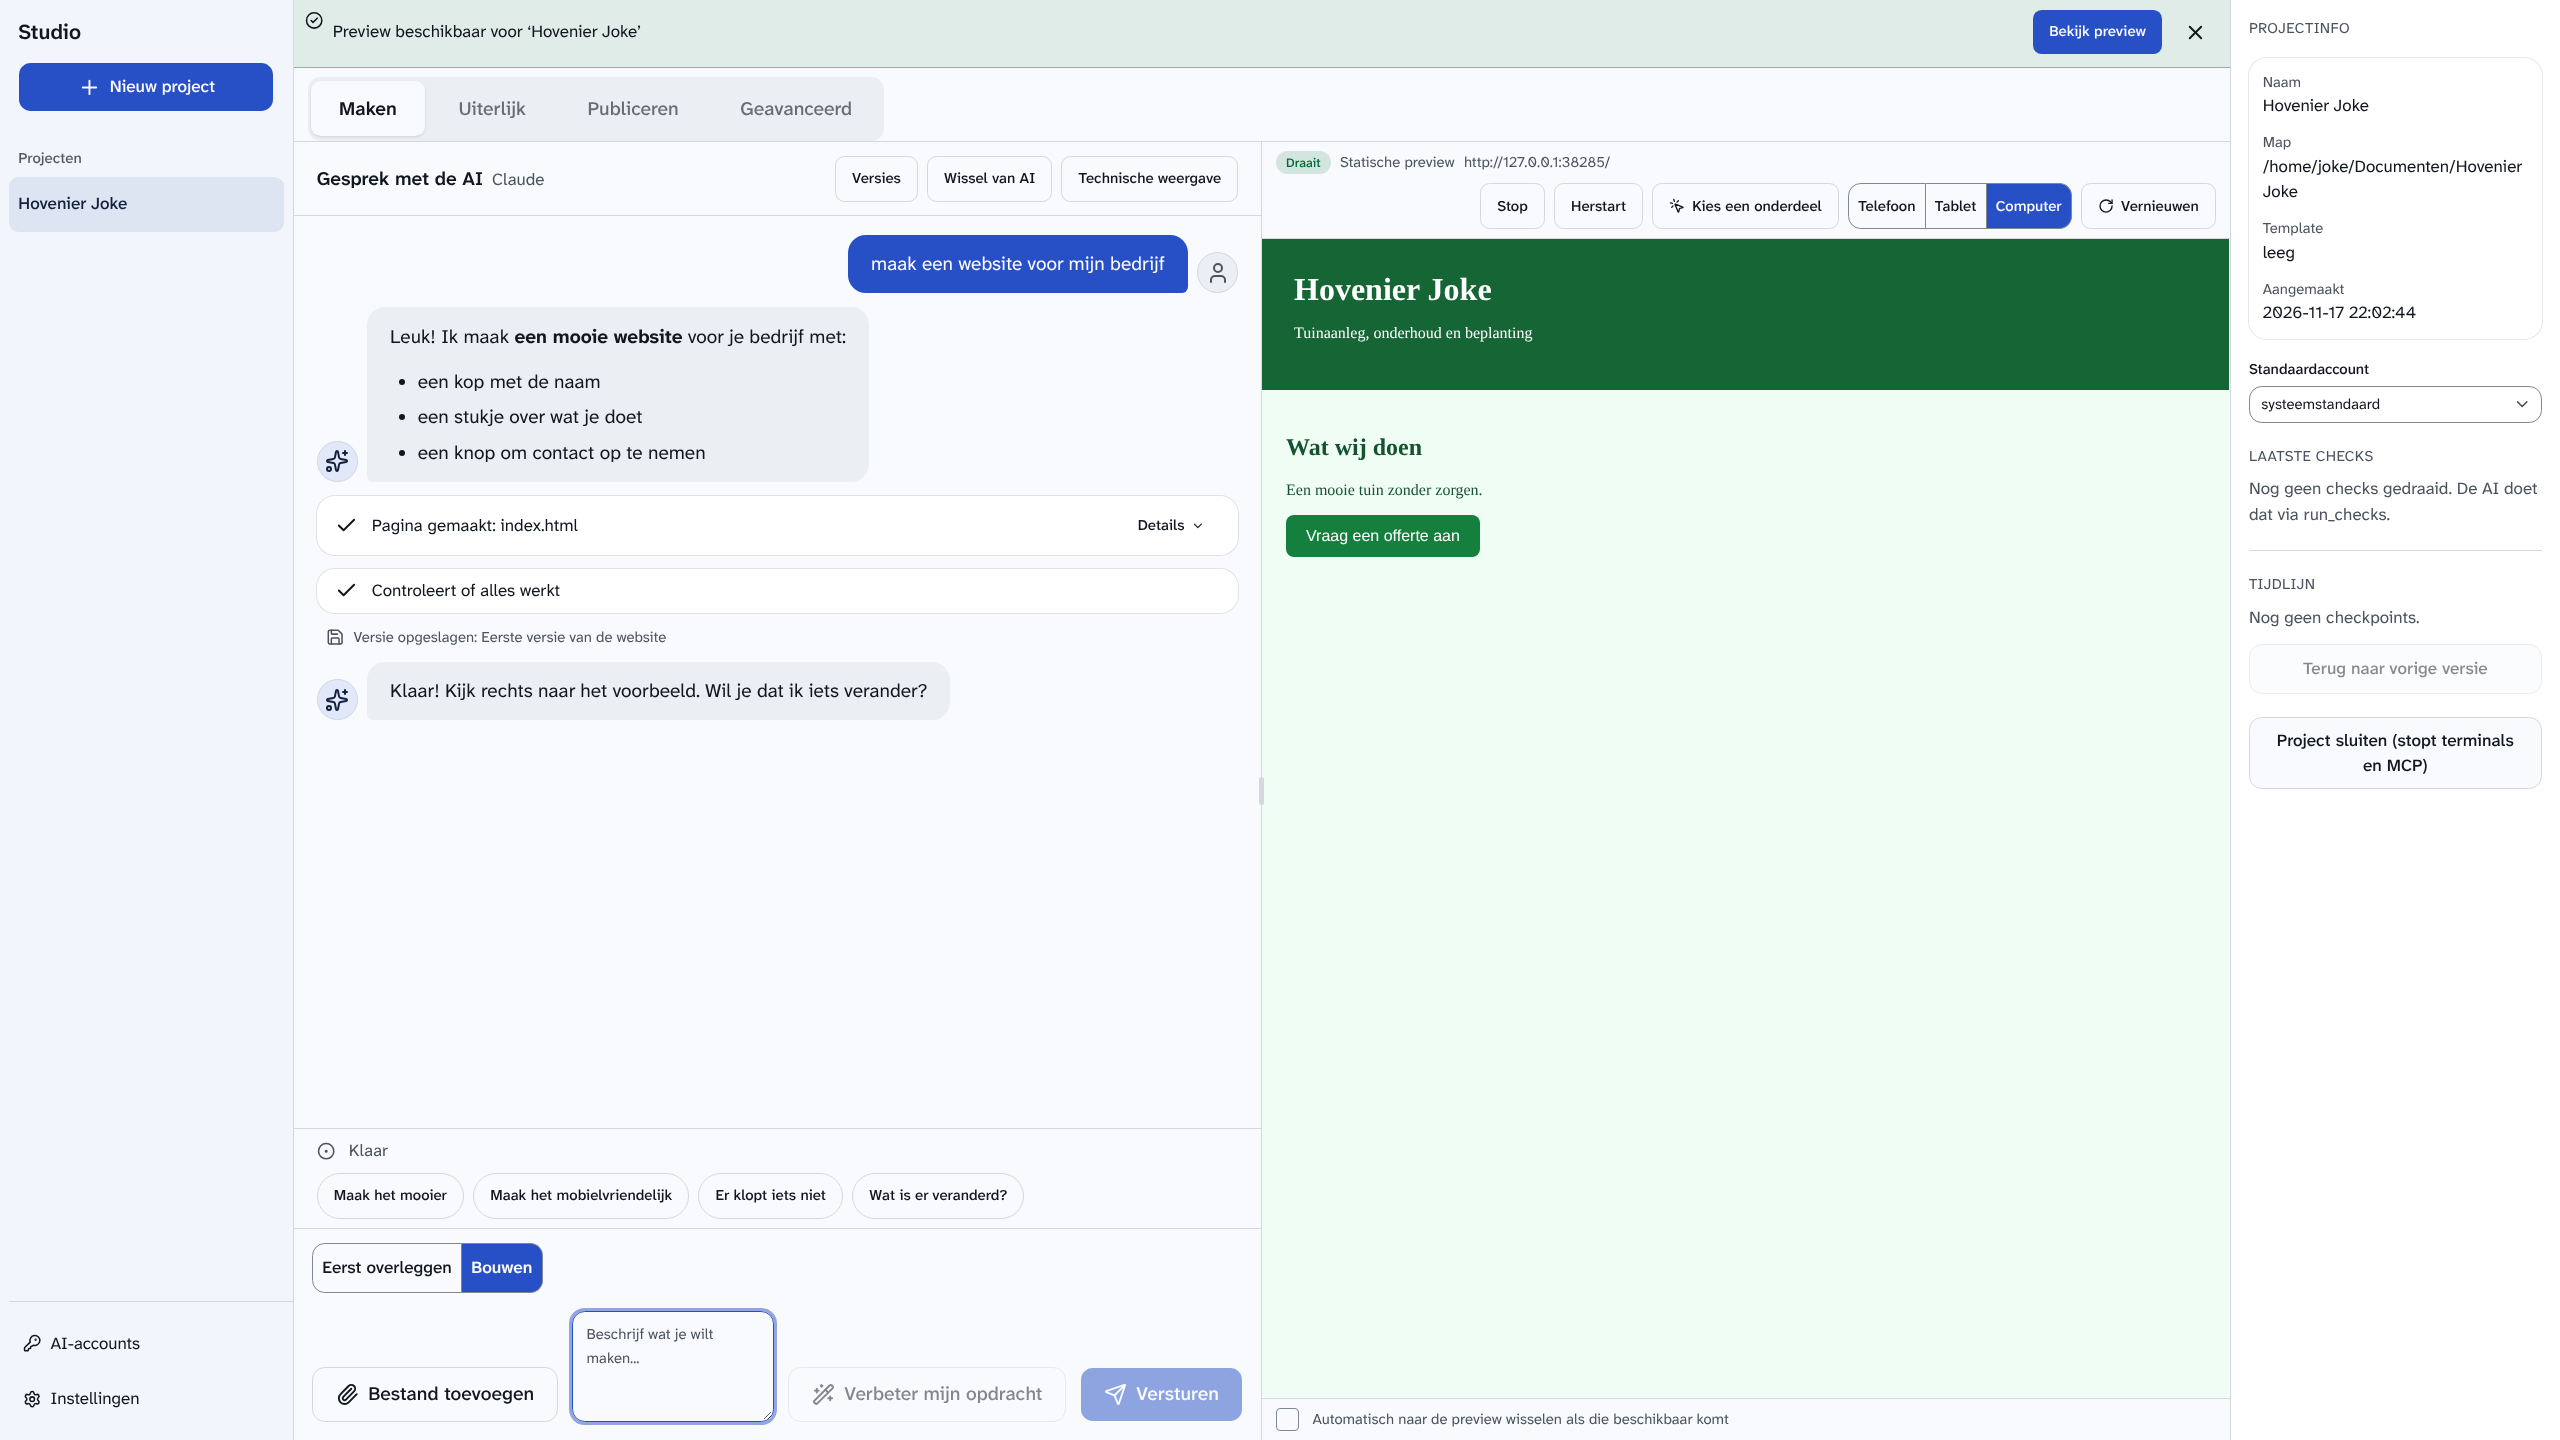 Studio
Nieuw project
Projecten
Hovenier Joke
AI-accounts
Instellingen
Preview beschikbaar voor ‘Hovenier Joke’
Bekijk preview
Maken
Uiterlijk
Publiceren
Geavanceerd
Gesprek met de AI Claude
Versies
Wissel van AI
Technische weergave
maak een website voor mijn bedrijf
Leuk! Ik maak een mooie website voor je bedrijf met:
• een kop met de naam
• een stukje over wat je doet
• een knop om contact op te nemen
Pagina gemaakt: index.html
Details
Controleert of alles werkt
Versie opgeslagen: Eerste versie van de website
Klaar! Kijk rechts naar het voorbeeld. Wil je dat ik iets verander?
Klaar
Maak het mooier
Maak het mobielvriendelijk
Er klopt iets niet
Wat is er veranderd?
Eerst overleggen
Bouwen
Bestand toevoegen
Beschrijf wat je wilt
maken...
Verbeter mijn opdracht
Versturen
Draait
Statische preview http://127.0.0.1:38285/
Stop
Herstart
Kies een onderdeel
Telefoon
Tablet
Computer
Vernieuwen
Hovenier Joke
Tuinaanleg, onderhoud en beplanting
Wat wij doen
Een mooie tuin zonder zorgen.
Vraag een offerte aan
Automatisch naar de preview wisselen als die beschikbaar komt
PROJECTINFO
Naam
Hovenier Joke
Map
/home/joke/Documenten/Hovenier
Joke
Template
leeg
Aangemaakt
2026-11-17 22:02:44
Standaardaccount
systeemstandaard
LAATSTE CHECKS
Nog geen checks gedraaid. De AI doet
dat via run_checks.
TIJDLIJN
Nog geen checkpoints.
Terug naar vorige versie
Project sluiten (stopt terminals
en MCP)